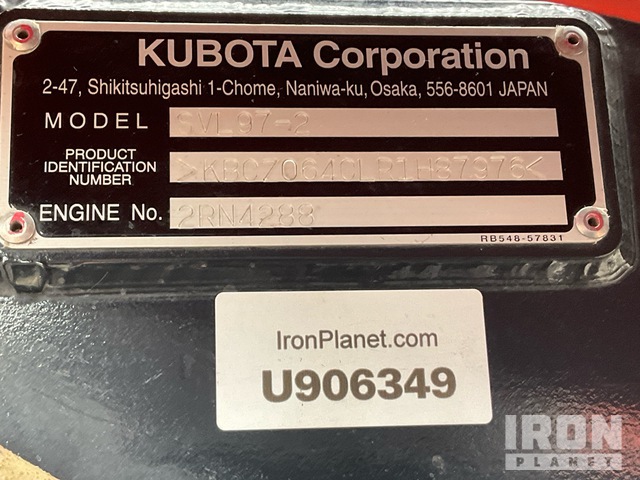 KUBOTA Corporation
2-47, Shikitsuhigashi 1-Chome, Naniwa-ku, Osaka, 556-8601 JAPAN
MODEL SVL97-2
PRODUCT IDENTIFICATION NUMBER >KBCZ064CLR1H87976<
ENGINE No. 2RN4288
RB548-57831
IronPlanet.com
U906349
IRON
PLANET